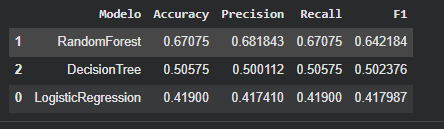 Modelo Accuracy Precision Recall F1
1 RandomForest 0.67075 0.681843 0.67075 0.642184
2 DecisionTree 0.50575 0.500112 0.50575 0.502376
0 LogisticRegression 0.41900 0.417410 0.41900 0.417987